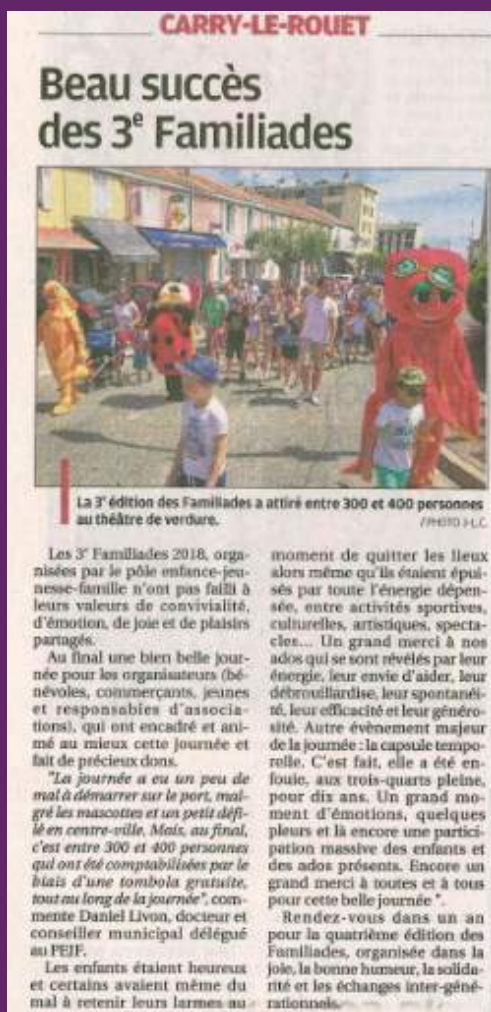 CARRY-LE-ROUET
Beau succès
des 3e Familiades
La 3e édition des Familiades a attiré entre 300 et 400 personnes
au théâtre de verdure.
/PHOTO J-L.C.
Les 3e Familiades 2018, orga-
nisées par le pôle enfance-jeu-
nesse-famille n'ont pas failli à
leurs valeurs de convivialité,
d'émotion, de joie et de plaisirs
partagés.
Au final une bien belle jour-
née pour les organisateurs (bé-
névoles, commerçants, jeunes
et responsables d'associa-
tions), qui ont encadré et ani-
mé au mieux cette journée et
fait de précieux dons.
"La journée a eu un peu de
mal à démarrer sur le port, mal-
gré les mascottes et un petit défi-
lé en centre-ville. Mais, au final,
c'est entre 300 et 400 personnes
qui ont été comptabilisées par le
biais d'une tombola gratuite,
tout au long de la journée", com-
mente Daniel Livon, docteur et
conseiller municipal délégué
au PEJF.
Les enfants étaient heureux
et certains avaient même du
mal à retenir leurs larmes au
moment de quitter les lieux
alors même qu'ils étaient épui-
sés par toute l'énergie dépen-
sée, entre activités sportives,
culturelles, artistiques, specta-
cles... Un grand merci à nos
ados qui se sont révélés par leur
énergie, leur envie d'aider, leur
débrouillardise, leur spontanéi-
té, leur efficacité et leur généro-
sité. Autre évènement majeur
de la journée : la capsule tempo-
relle. C'est fait, elle a été en-
fouie, aux trois-quarts pleine,
pour dix ans. Un grand mo-
ment d'émotions, quelques
pleurs et là encore une partici-
pation massive des enfants et
des ados présents. Encore un
grand merci à toutes et à tous
pour cette belle journée ".
Rendez-vous dans un an
pour la quatrième édition des
Familiades, organisée dans la
joie, la bonne humeur, la solida-
rité et les échanges inter-géné-
rationnels.